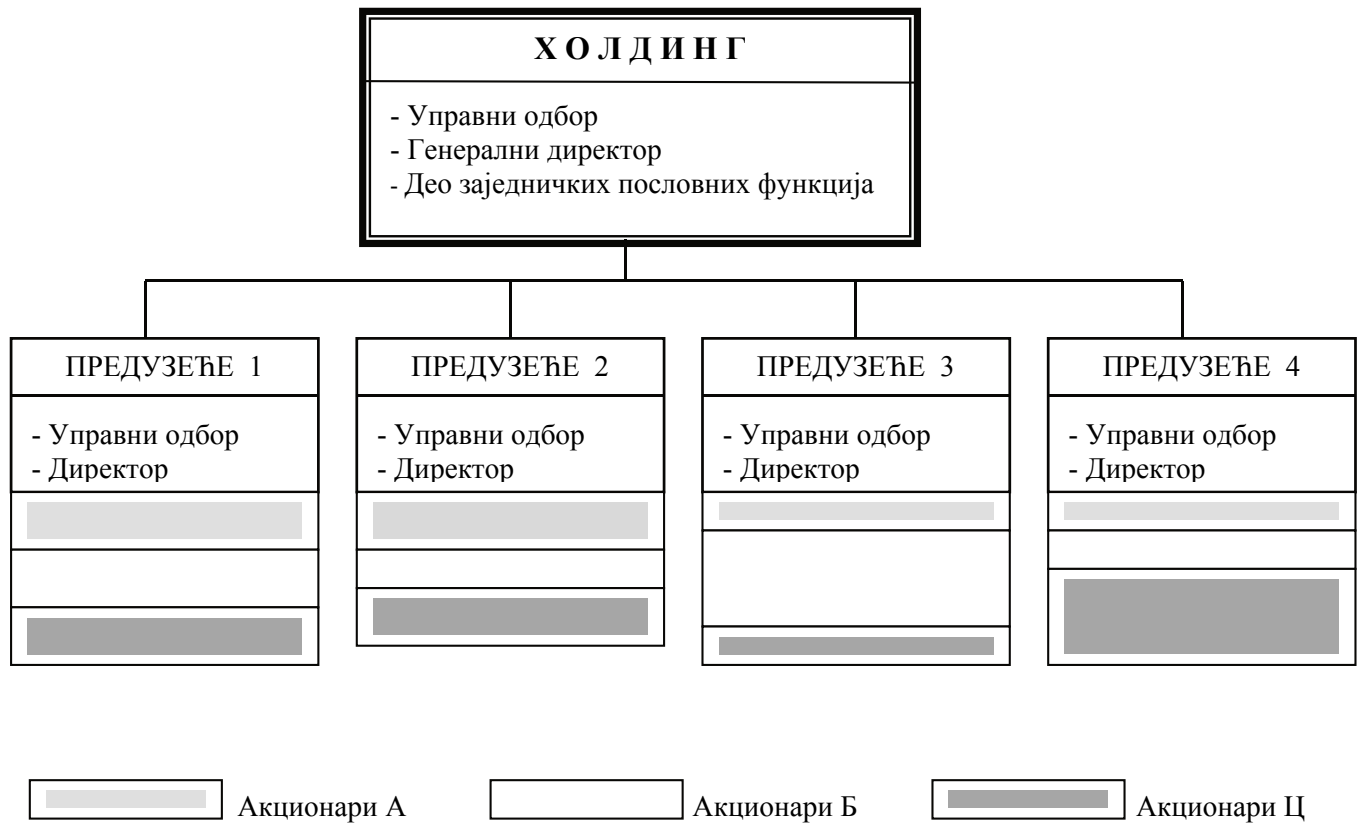 Х О Л Д И Н Г
- Управни одбор
- Генерални директор
- Део заједничких пословних функција
ПРЕДУЗЕЋЕ 1
- Управни одбор
- Директор
ПРЕДУЗЕЋЕ 2
- Управни одбор
- Директор
ПРЕДУЗЕЋЕ 3
- Управни одбор
- Директор
ПРЕДУЗЕЋЕ 4
- Управни одбор
- Директор
Акционари А
Акционари Б
Акционари Ц